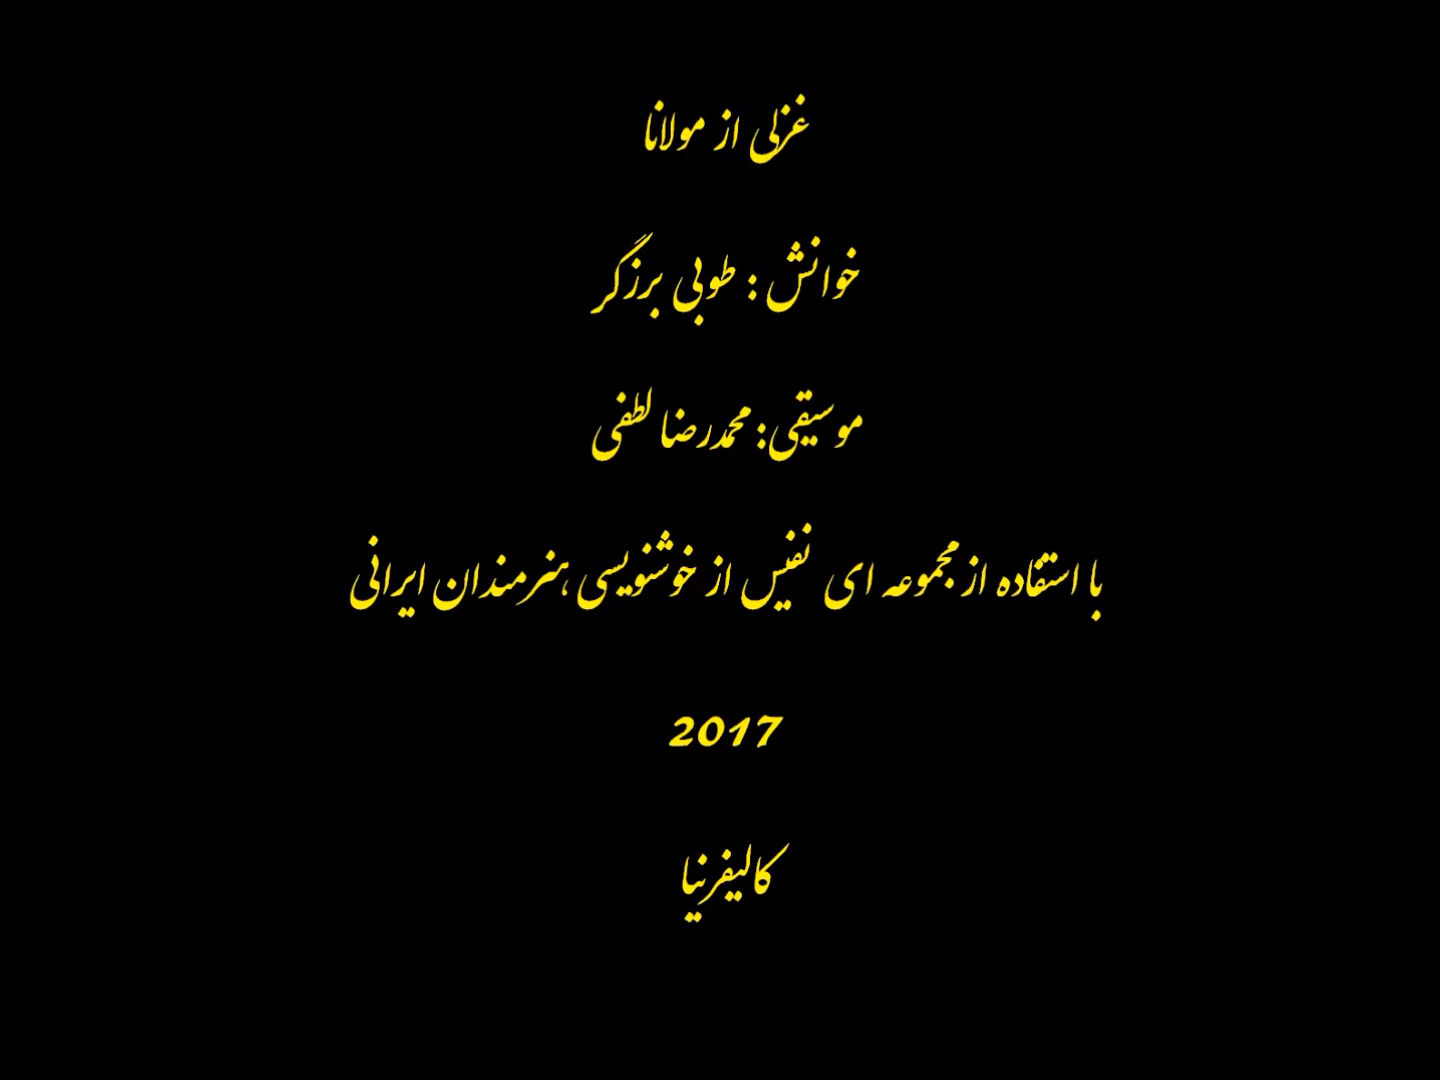 غزلی از مولانا
خوانش : طوبی برزگر
موسیقی: محمدرضا لطفی
با استفاده از مجموعه ای نفیس از خوشنویسی هنرمندان ایرانی
2017
کالیفرنیا